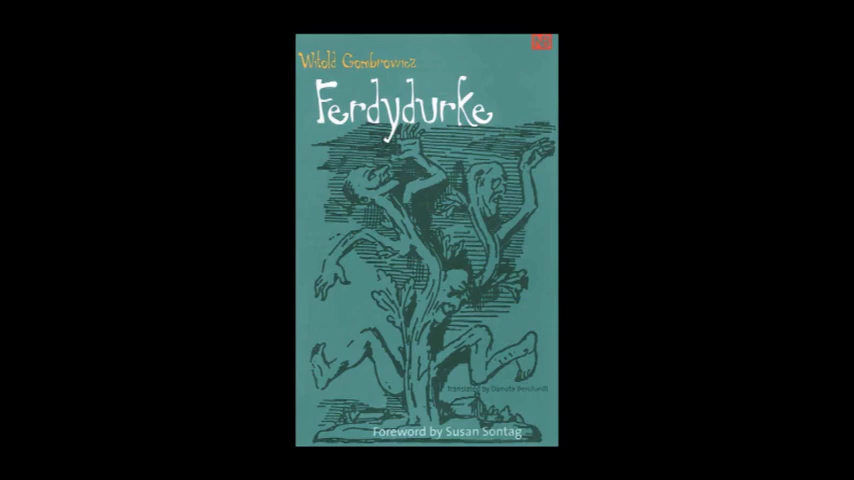 Witold Gombrowicz
Ferdydurke
Translated by Danuta Borchardt
Foreword by Susan Sontag